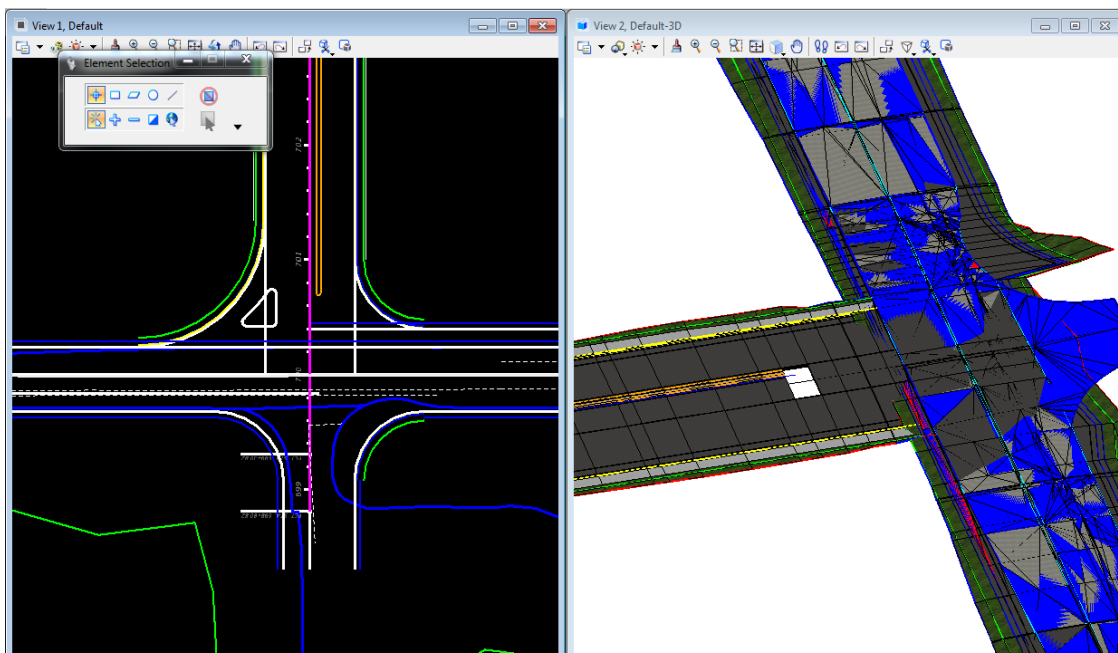 View 1, Default
View 2, Default-3D
Element Selection
702
701
700
699